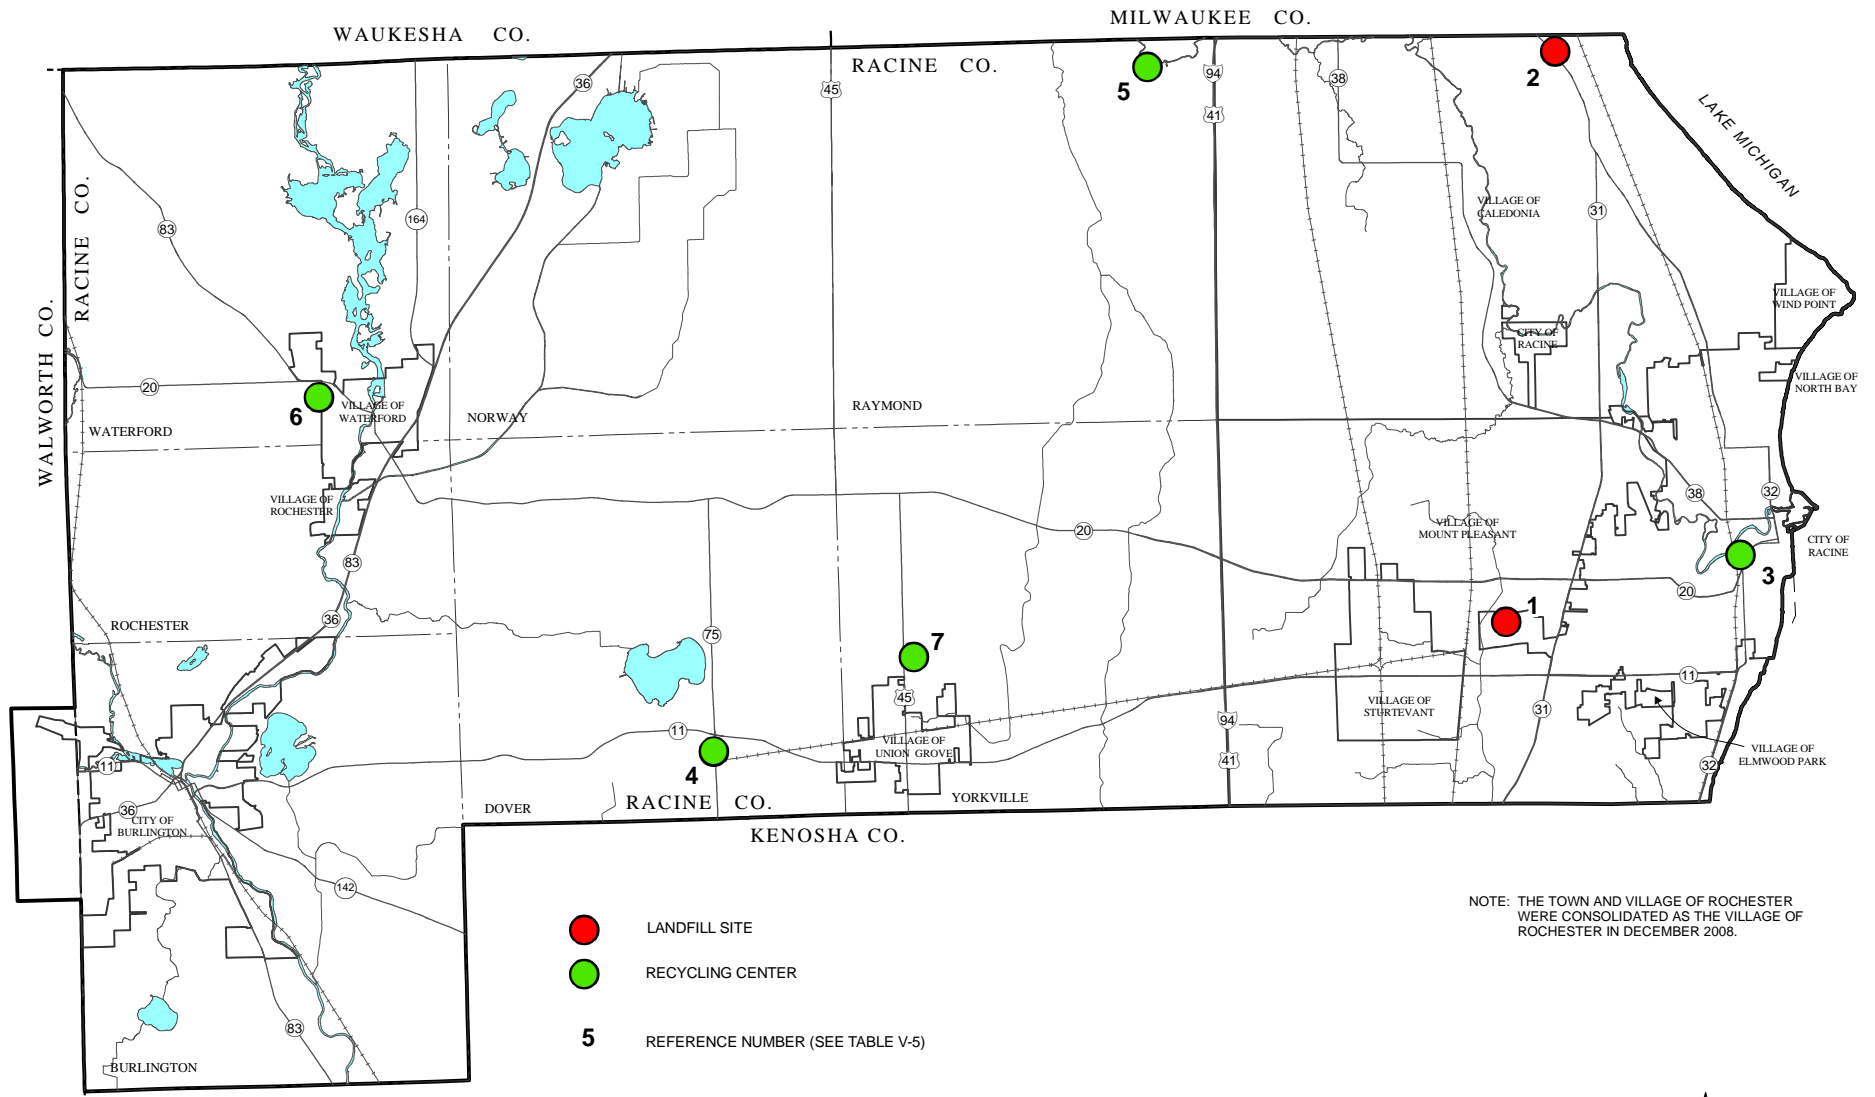 WAUKESHA CO.
MILWAUKEE CO.
RACINE CO.
36
45
5
94
41
38
2
LAKE MICHIGAN
RACINE CO.
WALWORTH CO.
83
164
VILLAGE OF
CALEDONIA
31
VILLAGE OF
WIND POINT
CITY OF
RACINE
VILLAGE OF
NORTH BAY
20
6
VILLAGE OF
WATERFORD
WATERFORD
NORWAY
RAYMOND
VILLAGE OF
ROCHESTER
38
32
20
VILLAGE OF
MOUNT PLEASANT
CITY OF
RACINE
83
3
20
1
36
ROCHESTER
75
7
45
11
VILLAGE OF
STURTEVANT
31
94
41
11
VILLAGE OF
UNION GROVE
4
VILLAGE OF
ELMWOOD PARK
32
11
36
CITY OF
BURLINGTON
DOVER
RACINE CO.
YORKVILLE
KENOSHA CO.
142
83
BURLINGTON
LANDFILL SITE
RECYCLING CENTER
5 REFERENCE NUMBER (SEE TABLE V-5)
NOTE: THE TOWN AND VILLAGE OF ROCHESTER
WERE CONSOLIDATED AS THE VILLAGE OF
ROCHESTER IN DECEMBER 2008.